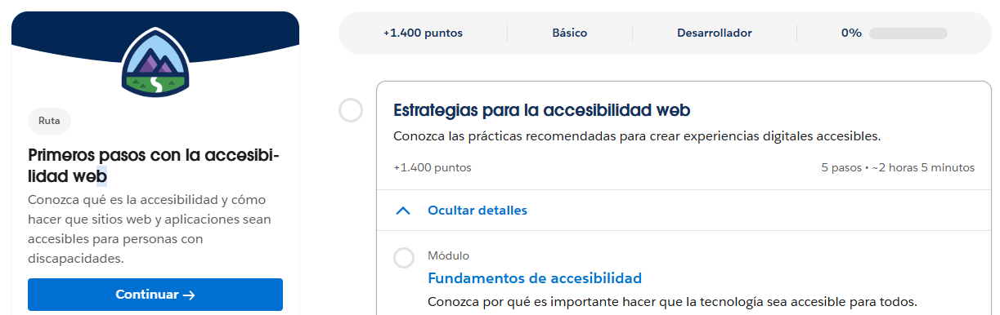 Ruta
Primeros pasos con la accesibi-
lidad web
Conozca qué es la accesibilidad y cómo
hacer que sitios web y aplicaciones sean
accesibles para personas con
discapacidades.
Continuar →
+1.400 puntos
Básico
Desarrollador
0%
Estrategias para la accesibilidad web
Conozca las prácticas recomendadas para crear experiencias digitales accesibles.
+1.400 puntos
5 pasos • ~2 horas 5 minutos
Ocultar detalles
Módulo
Fundamentos de accesibilidad
Conozca por qué es importante hacer que la tecnología sea accesible para todos.